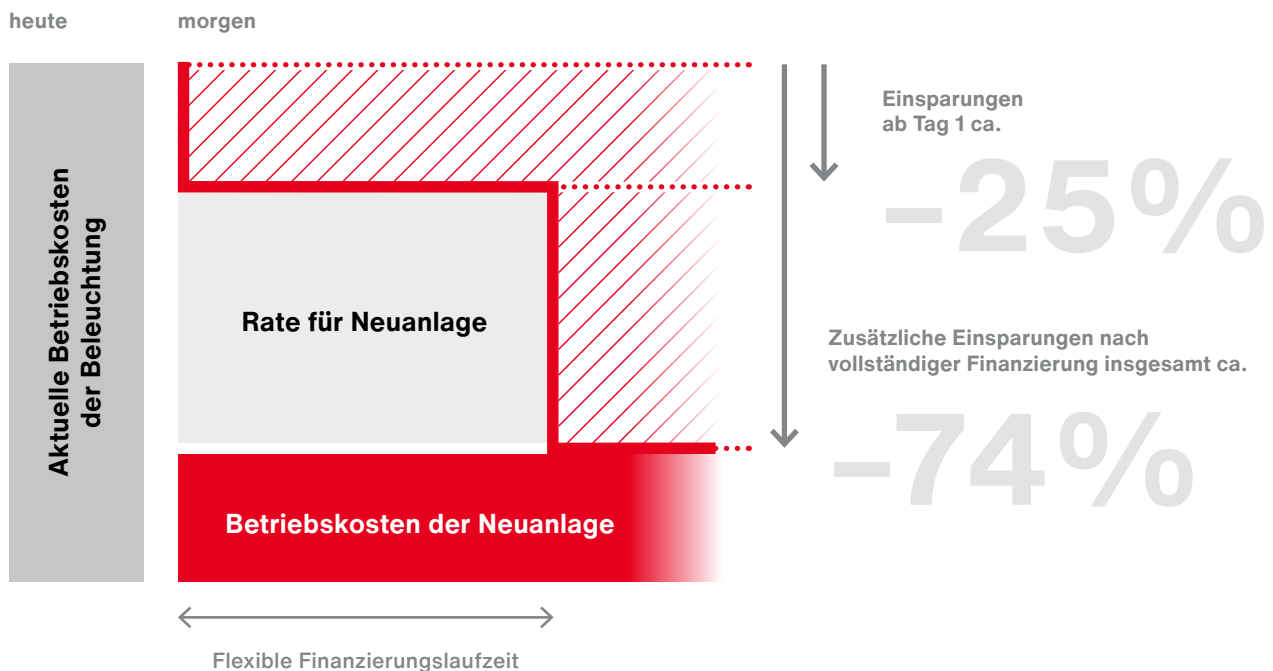 heute
morgen
Aktuelle Betriebskosten
der Beleuchtung
Rate für Neuanlage
Betriebskosten der Neuanlage
Flexible Finanzierungslaufzeit
Einsparungen
ab Tag 1 ca.
–25%
Zusätzliche Einsparungen nach
vollständiger Finanzierung insgesamt ca.
–74%